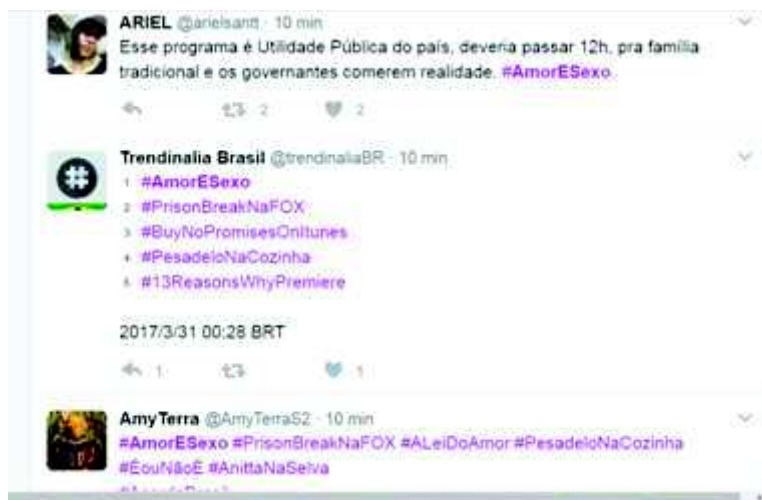 ARIEL @arielsantt · 10 min
Esse programa é Utilidade Pública do país, deveria passar 12h, pra família
tradicional e os governantes comerem realidade. #AmorESexo
2 2
Trendinalia Brasil @trendinaliaBR · 10 min
1 #AmorESexo
2 #PrisonBreakNaFOX
3 #BuyNoPromisesOnItunes
4 #PesadeloNaCozinha
5 #13ReasonsWhyPremiere
2017/3/31 00:28 BRT
1 1
AmyTerra @AmyTerra52 · 10 min
#AmorESexo #PrisonBreakNaFOX #ALeiDoAmor #PesadeloNaCozinha
#ÉouNãoÉ #AnittaNaSelva